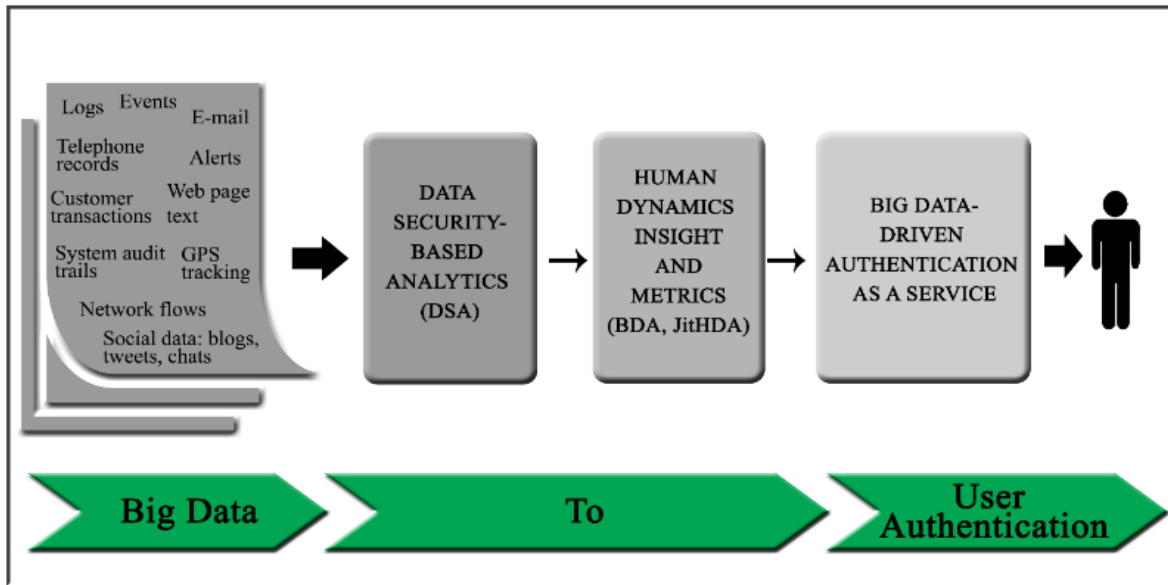 Logs
Events
E-mail
Telephone
records
Alerts
Customer
transactions
Web page
text
System audit
trails
GPS
tracking
Network flows
Social data: blogs,
tweets, chats
DATA
SECURITY-
BASED
ANALYTICS
(DSA)
HUMAN
DYNAMICS
INSIGHT
AND
METRICS
(BDA, JitHDA)
BIG DATA-
DRIVEN
AUTHENTICATION
AS A SERVICE
Big Data
To
User
Authentication